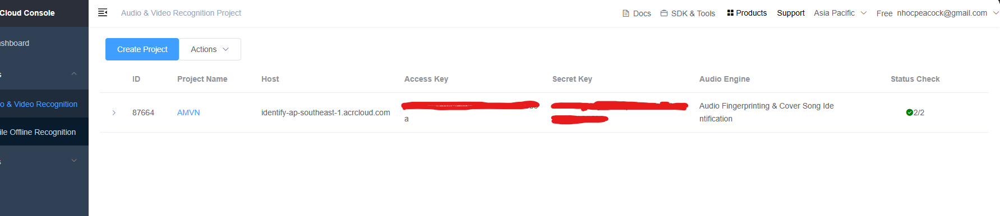 Cloud Console
Audio & Video Recognition Project
Docs
SDK & Tools
Products
Support
Asia Pacific
Free
nhocpeacock@gmail.com
shboard
s
o & Video Recognition
ile Offline Recognition
s
Create Project
Actions
ID
Project Name
Host
Access Key
Secret Key
Audio Engine
Status Check
87664
AMVN
identify-ap-southeast-1.acrcloud.com
a
Audio Fingerprinting & Cover Song Ide
ntification
2/2